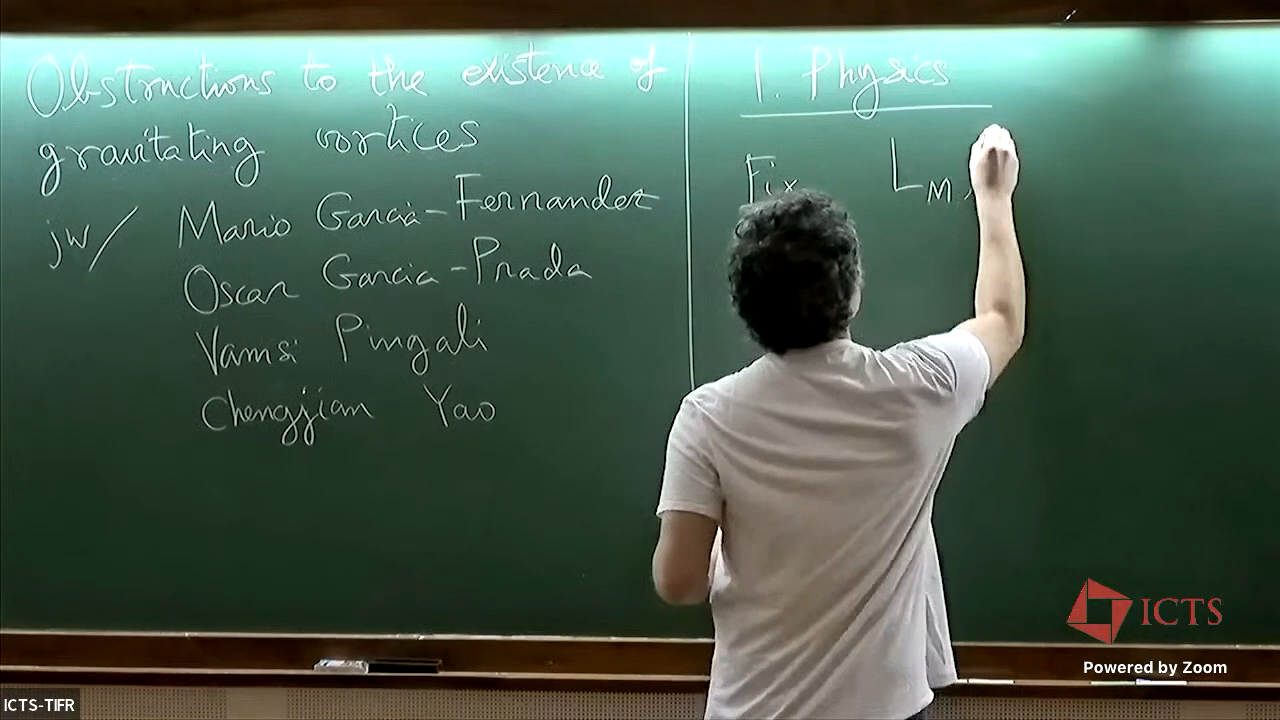 Obstructions to the existence of
gravitating vortices
jw/ Mario Garcia-Fernandez
Oscar Garcia-Prada
Vamsi Pingali
Chengjian Yao
1. Physics
Fix L_M,
ICTS
Powered by Zoom
ICTS-TIFR